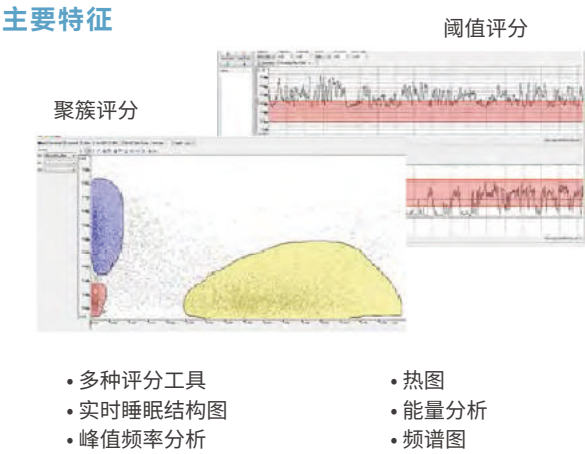 主要特征
阈值评分
聚簇评分
• 多种评分工具
• 实时睡眠结构图
• 峰值频率分析
• 热图
• 能量分析
• 频谱图